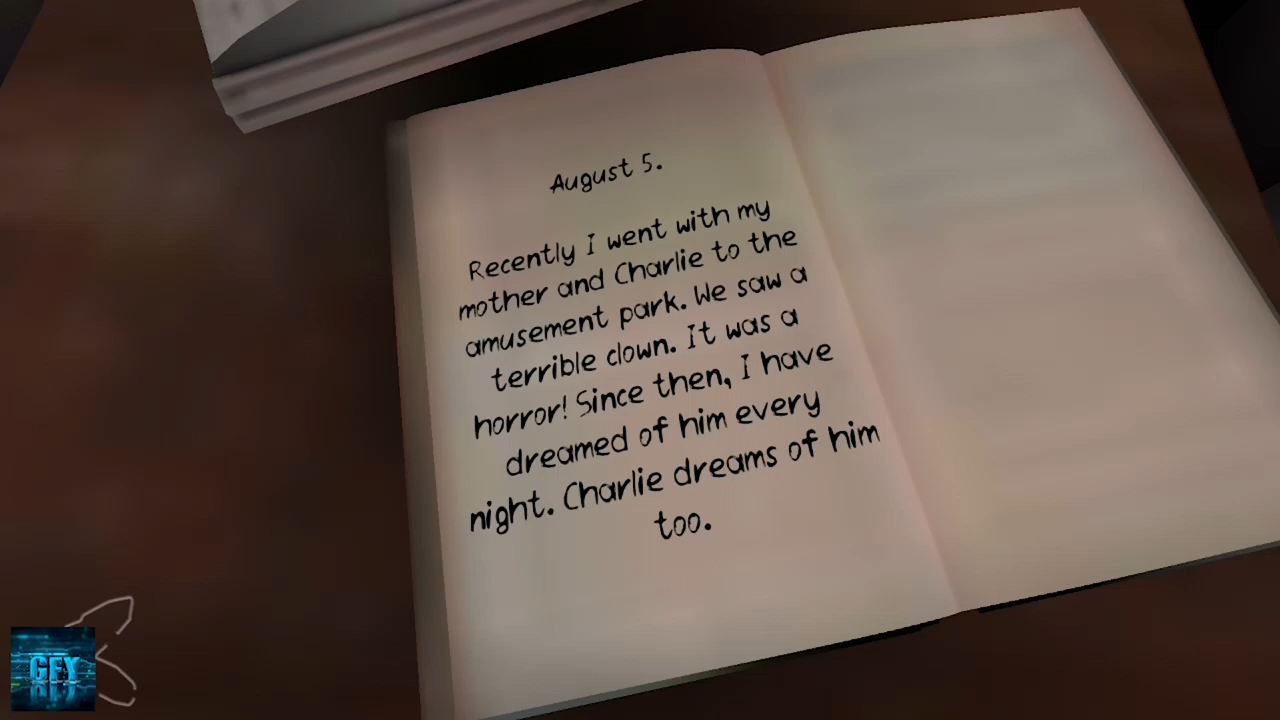 August 5.
Recently I went with my
mother and Charlie to the
amusement park. We saw a
terrible clown. It was a
horror! Since then, I have
dreamed of him every
night. Charlie dreams of him
too.
GFX